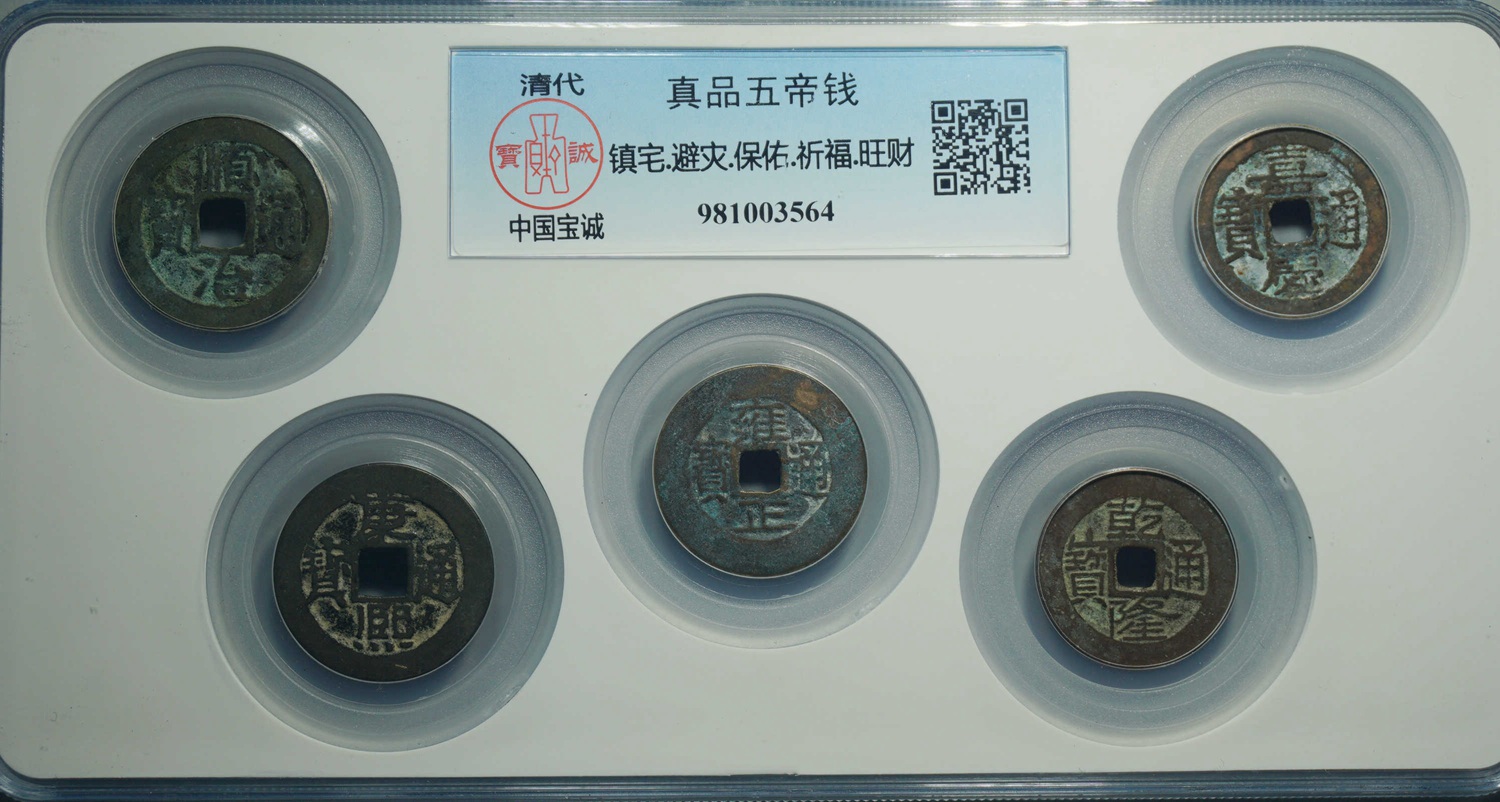 清代
寶誠
中国宝诚
真品五帝钱
镇宅.避灾.保佑.祈福.旺财
981003564
順治通寶
康熙通寶
雍正通寶
乾隆通寶
嘉慶通寶